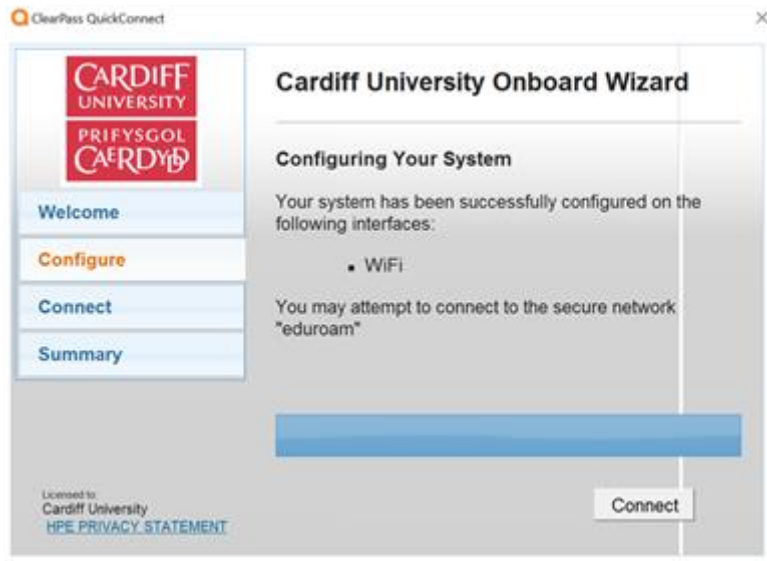 ClearPass QuickConnect
CARDIFF
UNIVERSITY
PRIFYSGOL
CAERDYDD
Welcome
Configure
Connect
Summary
Licensed to:
Cardiff University
HPE PRIVACY STATEMENT
Cardiff University Onboard Wizard
Configuring Your System
Your system has been successfully configured on the
following interfaces:
• WiFi
You may attempt to connect to the secure network
"eduroam"
Connect